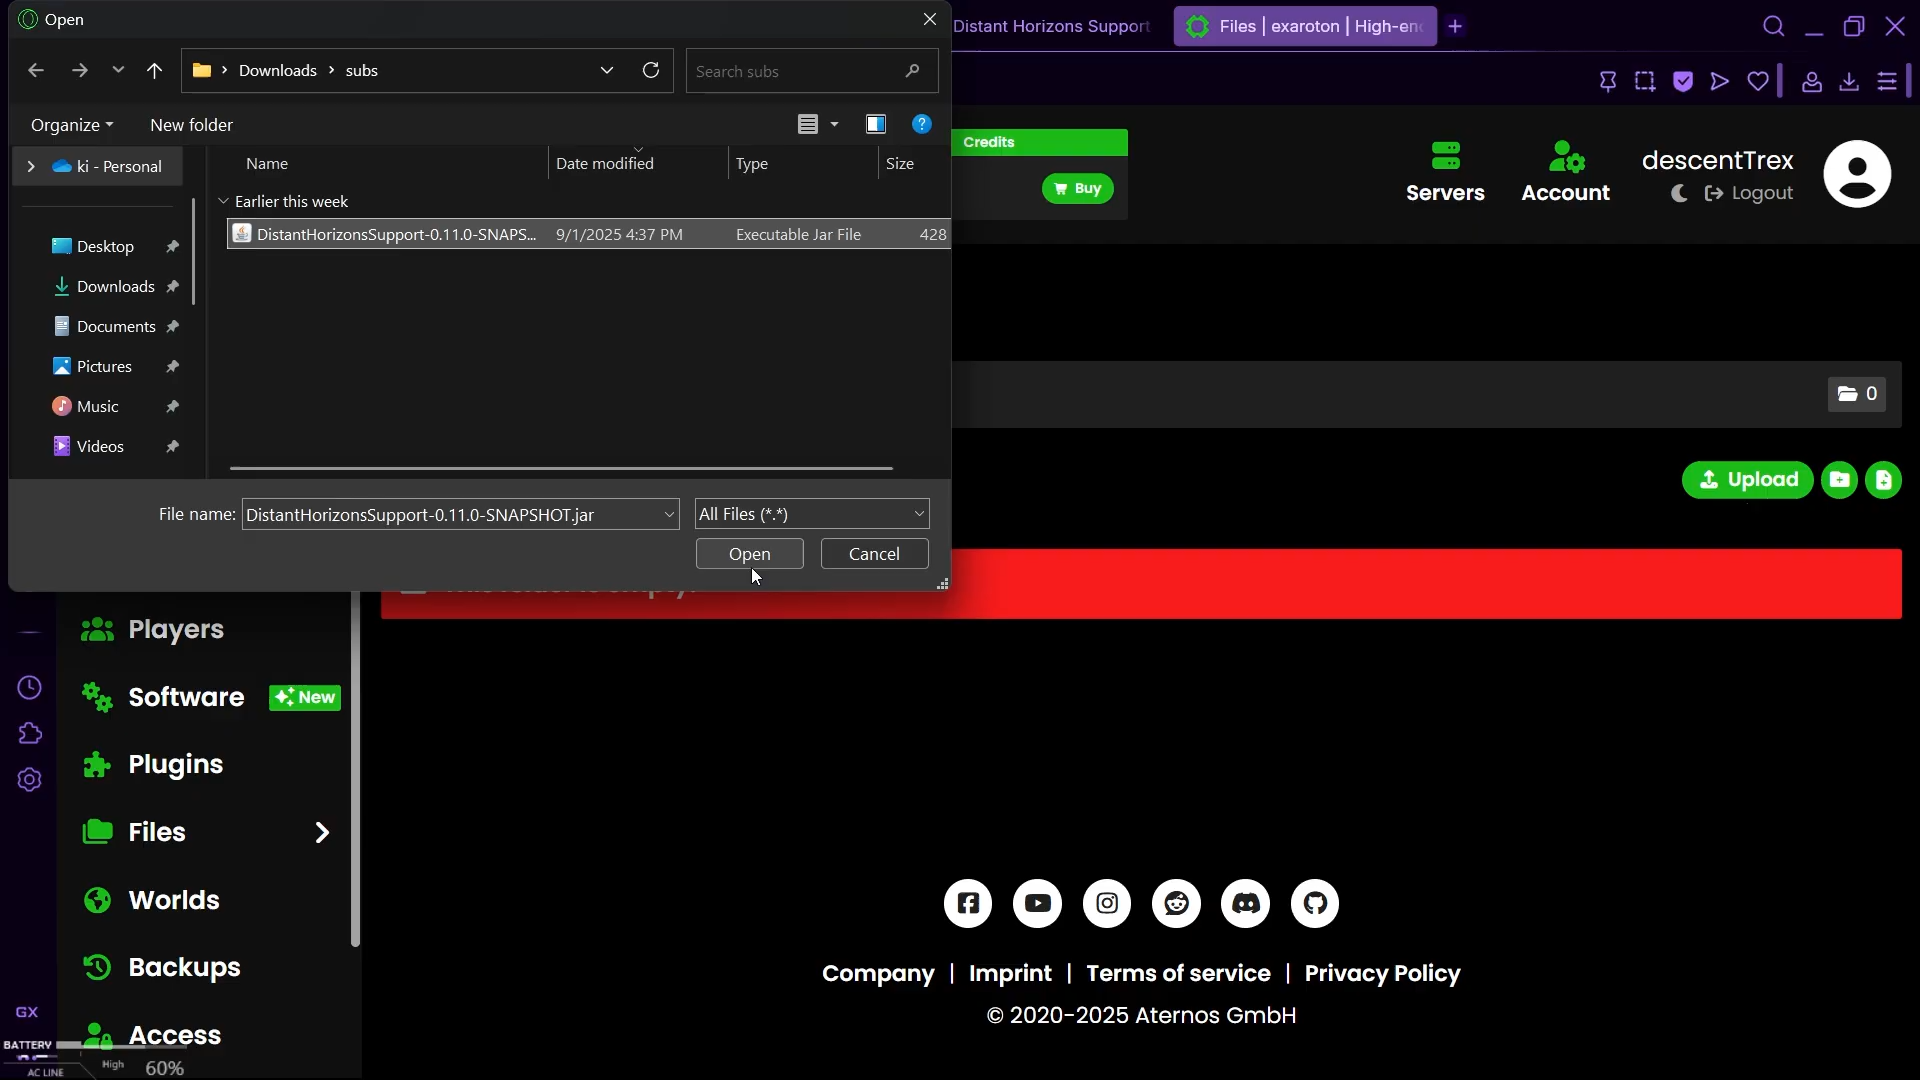 Open
Distant Horizons Support
Files | exaroton | High-en
Downloads
subs
Search subs
Organize
New folder
ki - Personal
Name
Date modified
Type
Size
Earlier this week
DistantHorizonsSupport-0.11.0-SNAPS...
9/1/2025 4:37 PM
Executable Jar File
428
Desktop
Downloads
Documents
Pictures
Music
Videos
File name:
DistantHorizonsSupport-0.11.0-SNAPSHOT.jar
All Files (*.*)
Open
Cancel
Credits
Buy
Servers
Account
descentTrex
Logout
0
Upload
Players
Software
New
Plugins
Files
Worlds
Backups
Access
Company | Imprint | Terms of service | Privacy Policy
© 2020-2025 Aternos GmbH
GX
BATTERY
AC LINE
High
60%